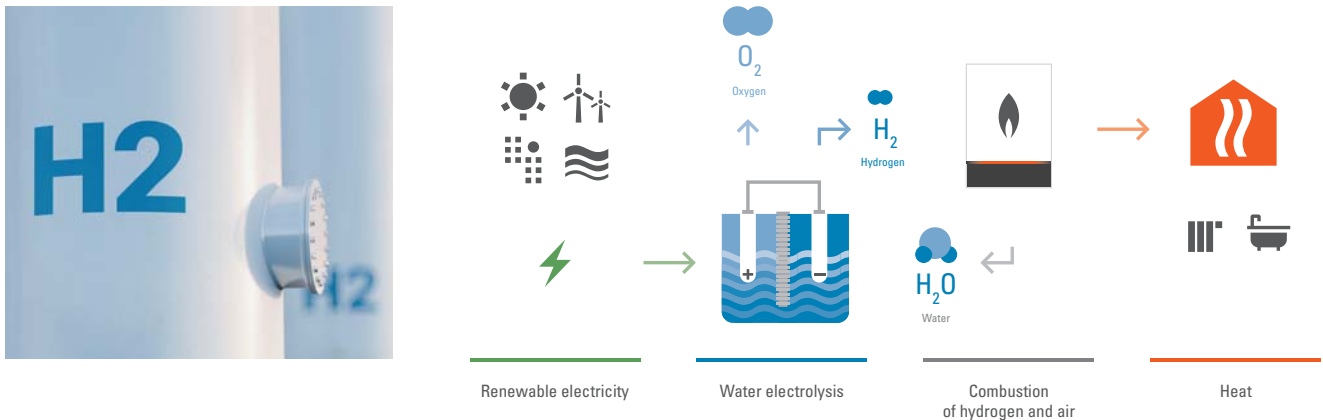 H2
H2
O2
Oxygen
H2
Hydrogen
+
−
H2O
Water
Renewable electricity
Water electrolysis
Combustion
of hydrogen and air
Heat